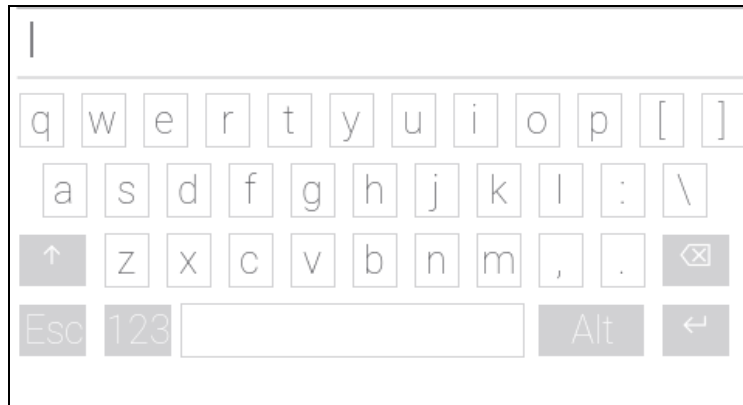 q w e r t y u i o p [ ]
a s d f g h j k l : \
↑ z x c v b n m , . ⌫
Esc 123 Alt ↵